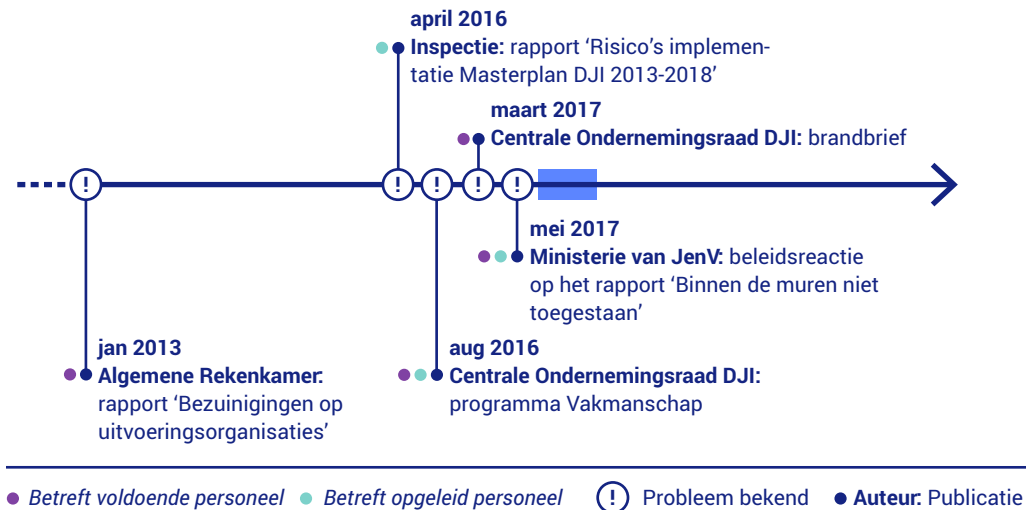 april 2016
Inspectie: rapport ‘Risico’s implemen-
tatie Masterplan DJI 2013-2018’
maart 2017
Centrale Ondernemingsraad DJI: brandbrief
! ! ! ! !
mei 2017
Ministerie van JenV: beleidsreactie
op het rapport ‘Binnen de muren niet
toegestaan’
jan 2013
Algemene Rekenkamer:
rapport ‘Bezuinigingen op
uitvoeringsorganisaties’
aug 2016
Centrale Ondernemingsraad DJI:
programma Vakmanschap
Betreft voldoende personeel Betreft opgeleid personeel ! Probleem bekend Auteur: Publicatie